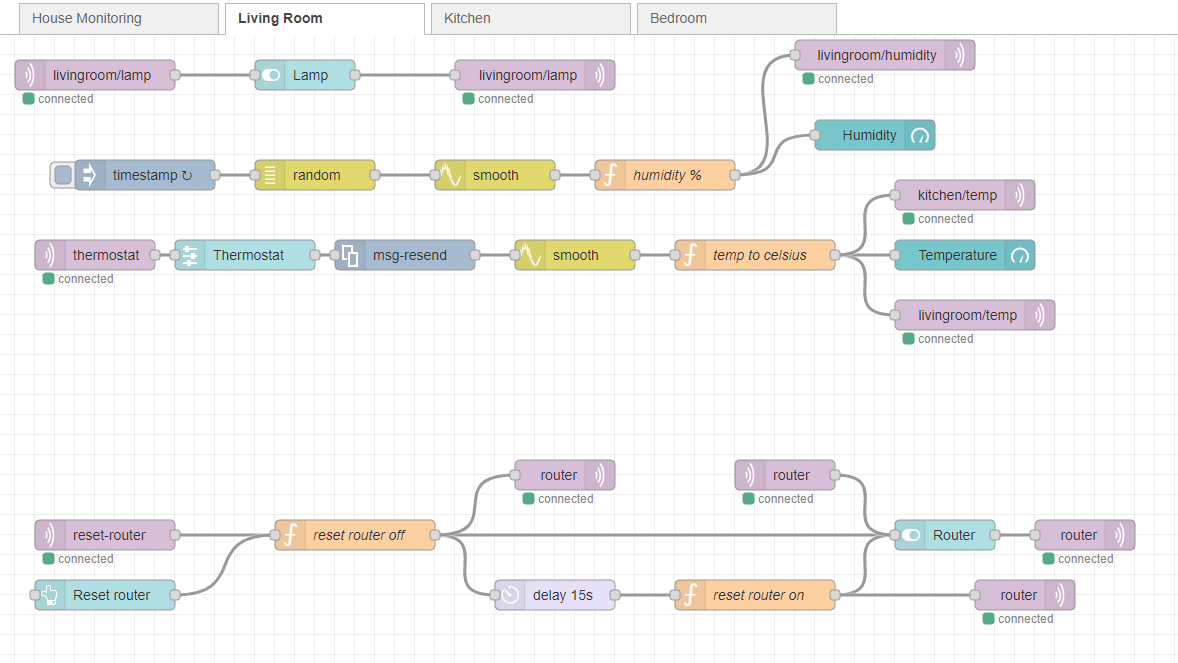 House Monitoring
Living Room
Kitchen
Bedroom
livingroom/humidity
connected
livingroom/lamp
connected
Lamp
livingroom/lamp
connected
Humidity
timestamp ↻
random
smooth
humidity %
kitchen/temp
connected
thermostat
connected
Thermostat
msg-resend
smooth
temp to celsius
Temperature
livingroom/temp
connected
router
connected
router
connected
reset-router
connected
reset router off
Router
router
connected
Reset router
delay 15s
reset router on
router
connected